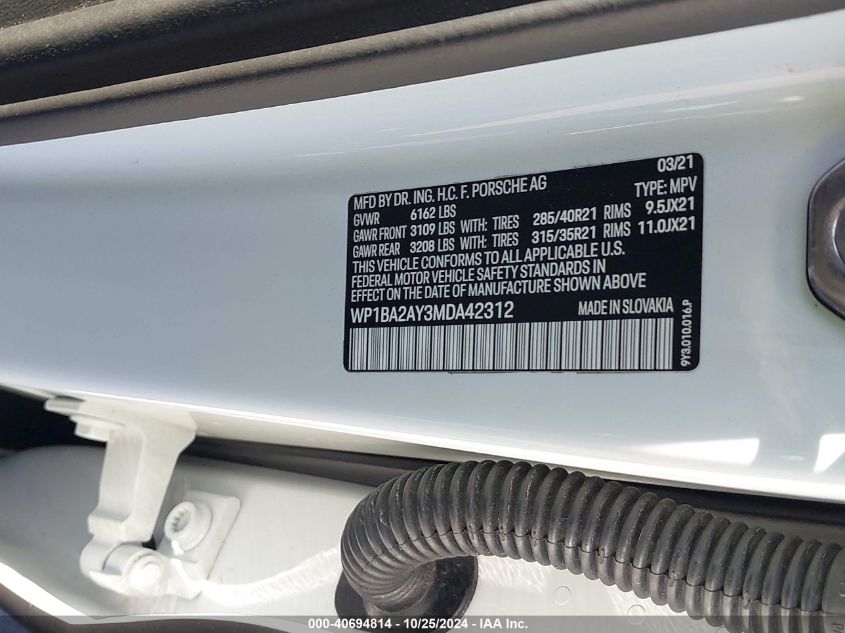 03/21
MFD BY DR. ING. H.C. F. PORSCHE AG
GVWR 6162 LBS TYPE: MPV
GAWR FRONT 3109 LBS WITH: TIRES 285/40R21 RIMS 9.5JX21
GAWR REAR 3208 LBS WITH: TIRES 315/35R21 RIMS 11.0JX21
THIS VEHICLE CONFORMS TO ALL APPLICABLE U.S.
FEDERAL MOTOR VEHICLE SAFETY STANDARDS IN
EFFECT ON THE DATE OF MANUFACTURE SHOWN ABOVE
WP1BA2AY3MDA42312 MADE IN SLOVAKIA
9Y3.010.016.P
000-40694814 - 10/25/2024 - IAA Inc.